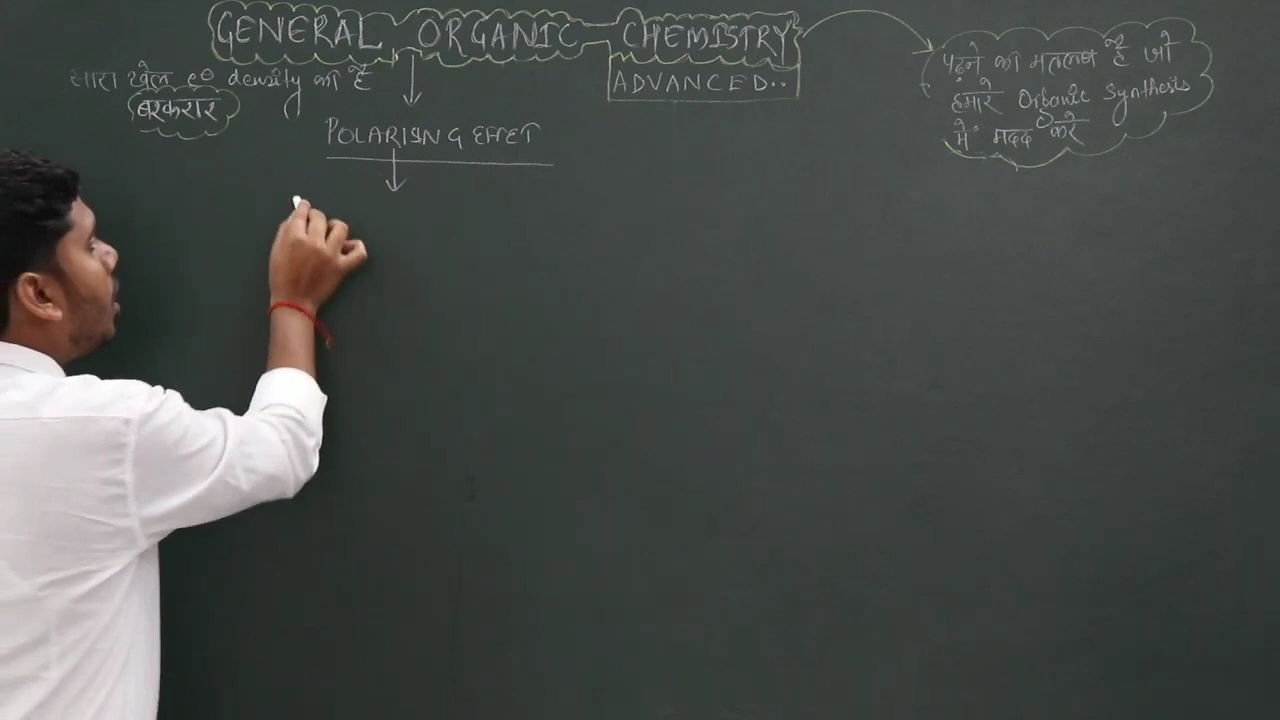 GENERAL ORGANIC CHEMISTRY
ADVANCED..
सारा खेल e⊖ density का है
बरकरार
POLARISING EFFET
पढ़ने का मतलब है जो
हमारे Organic Synthesis
में मदद करे